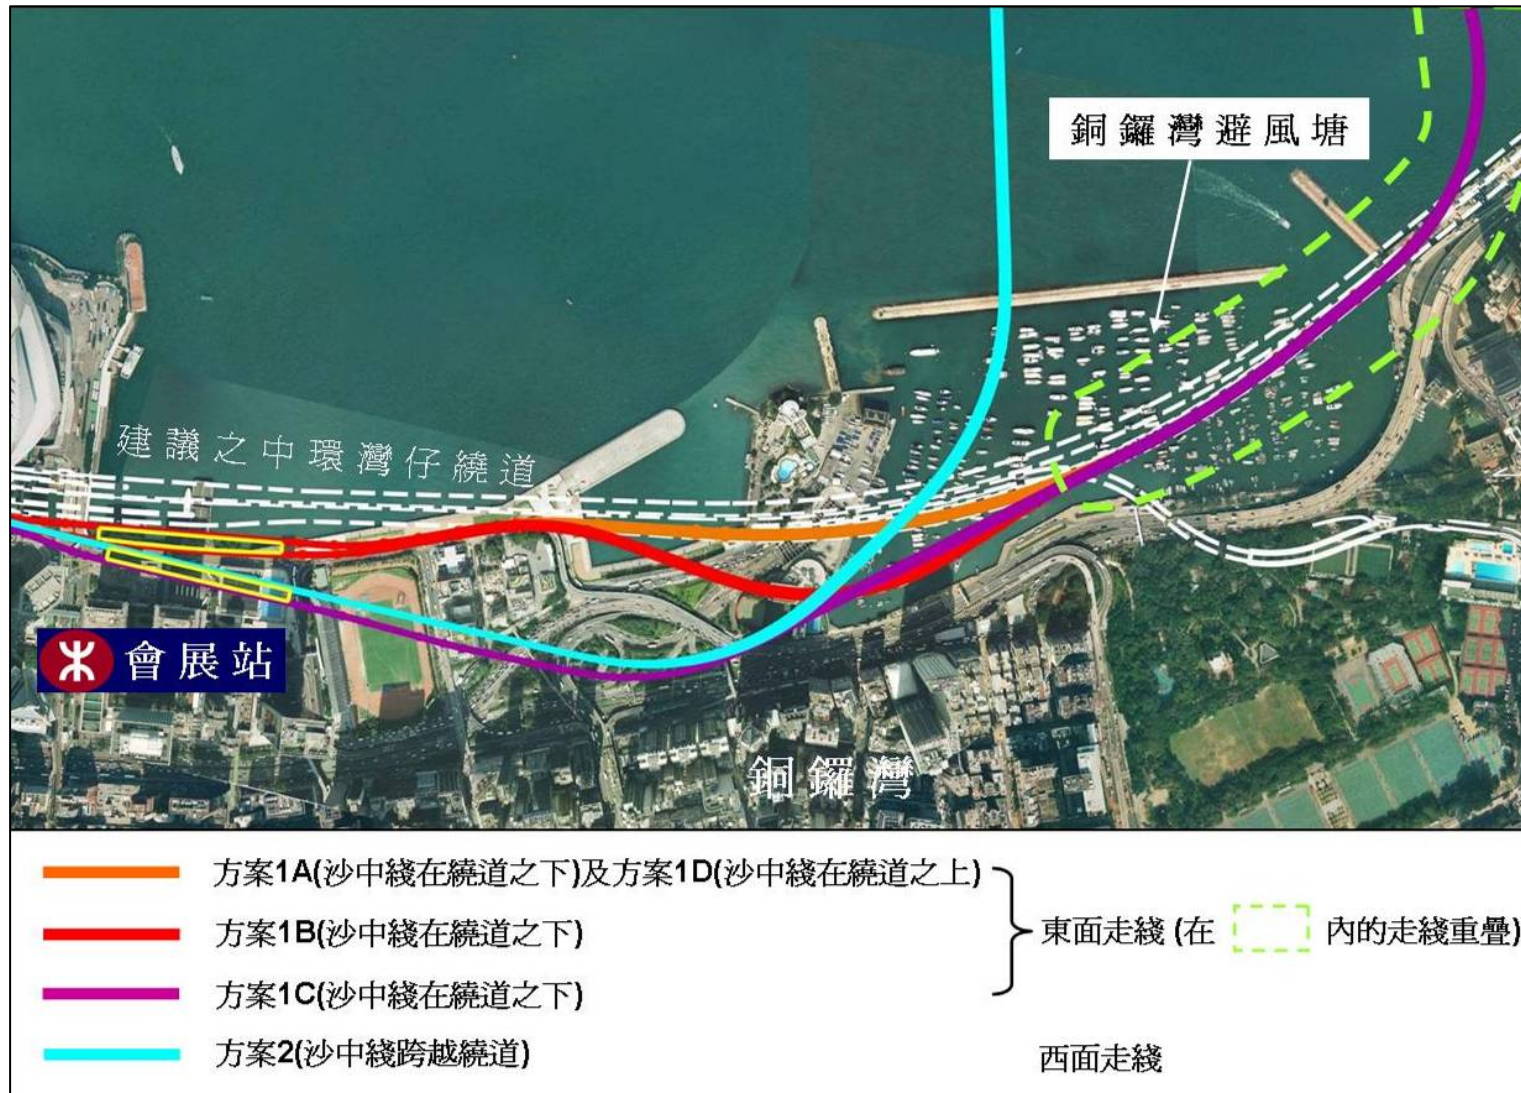 銅鑼灣避風塘
建議之中環灣仔繞道
會展站
銅鑼灣
方案1A(沙中綫在繞道之下)及方案1D(沙中綫在繞道之上)
方案1B(沙中綫在繞道之下)
東面走綫 (在 內的走綫重疊)
方案1C(沙中綫在繞道之下)
方案2(沙中綫跨越繞道)
西面走綫